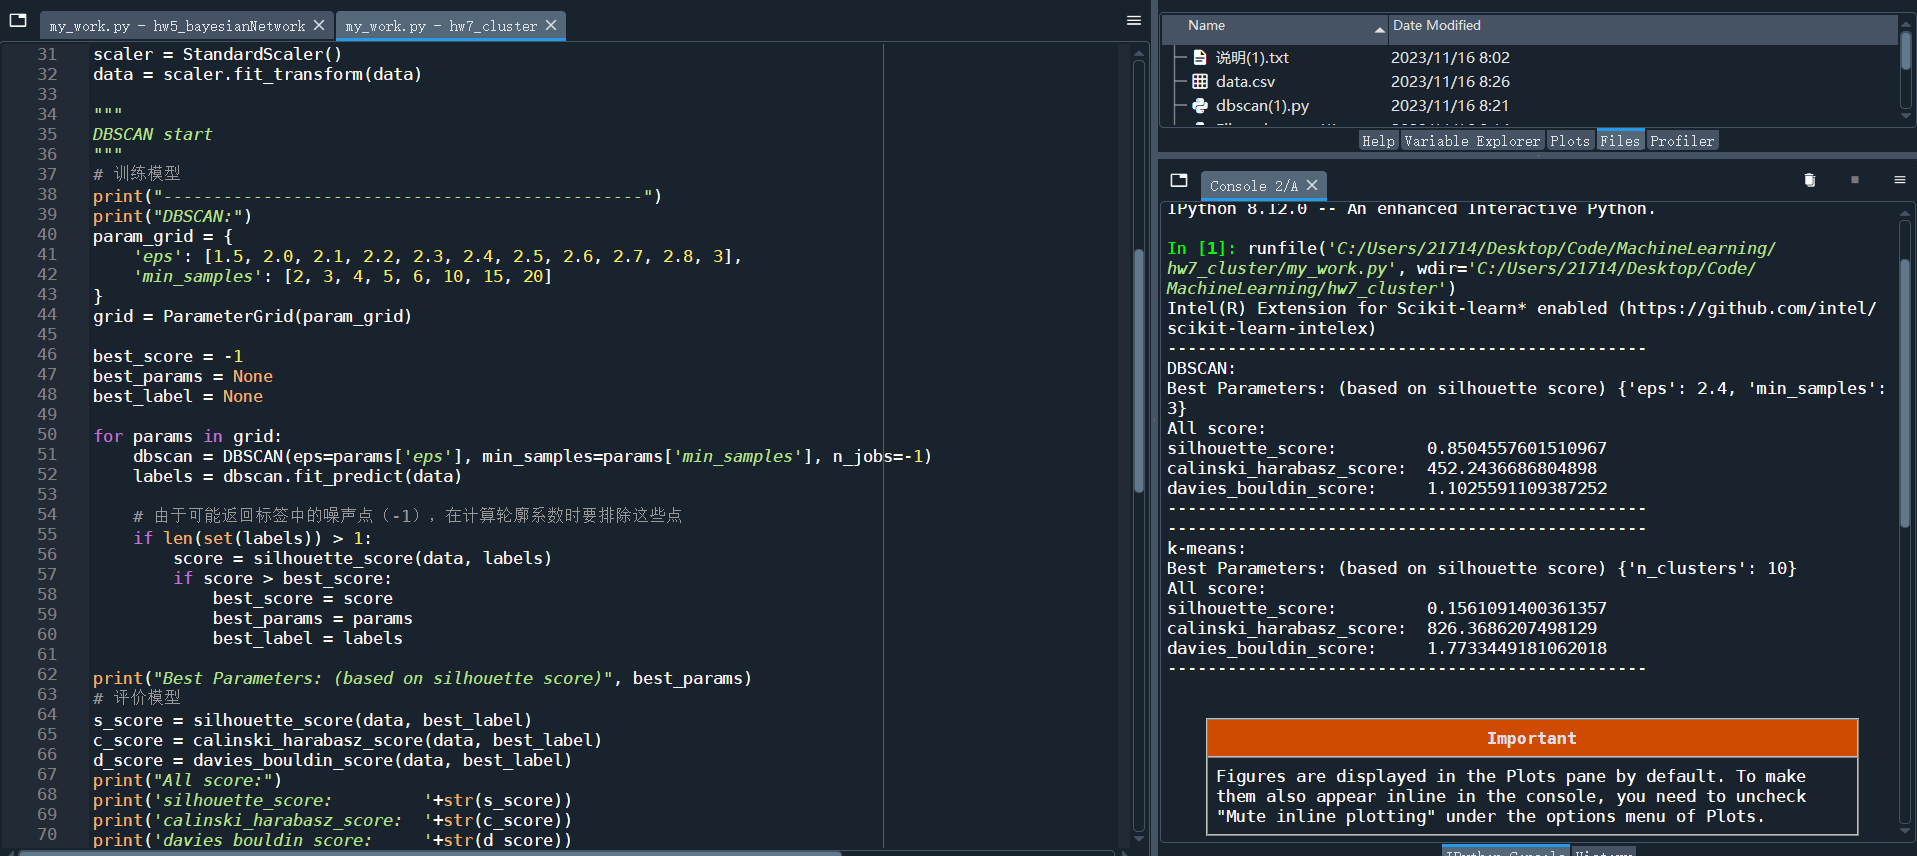 my_work.py - hw5_bayesianNetwork
my_work.py - hw7_cluster
31 scaler = StandardScaler()
32 data = scaler.fit_transform(data)
33
34 """
35 DBSCAN start
36 """
37 # 训练模型
38 print("------------------------------------------------")
39 print("DBSCAN:")
40 param_grid = {
41 'eps': [1.5, 2.0, 2.1, 2.2, 2.3, 2.4, 2.5, 2.6, 2.7, 2.8, 3],
42 'min_samples': [2, 3, 4, 5, 6, 10, 15, 20]
43 }
44 grid = ParameterGrid(param_grid)
45
46 best_score = -1
47 best_params = None
48 best_label = None
49
50 for params in grid:
51 dbscan = DBSCAN(eps=params['eps'], min_samples=params['min_samples'], n_jobs=-1)
52 labels = dbscan.fit_predict(data)
53
54 # 由于可能返回标签中的噪声点（-1），在计算轮廓系数时要排除这些点
55 if len(set(labels)) > 1:
56 score = silhouette_score(data, labels)
57 if score > best_score:
58 best_score = score
59 best_params = params
60 best_label = labels
61
62 print("Best Parameters: (based on silhouette score)", best_params)
63 # 评价模型
64 s_score = silhouette_score(data, best_label)
65 c_score = calinski_harabasz_score(data, best_label)
66 d_score = davies_bouldin_score(data, best_label)
67 print("All score:")
68 print('silhouette_score: '+str(s_score))
69 print('calinski_harabasz_score: '+str(c_score))
70 print('davies_bouldin_score: '+str(d_score))
Name Date Modified
说明(1).txt 2023/11/16 8:02
data.csv 2023/11/16 8:26
dbscan(1).py 2023/11/16 8:21
Help Variable Explorer Plots Files Profiler
Console 2/A
IPython 8.12.0 -- An enhanced Interactive Python.
In [1]: runfile('C:/Users/21714/Desktop/Code/MachineLearning/
hw7_cluster/my_work.py', wdir='C:/Users/21714/Desktop/Code/
MachineLearning/hw7_cluster')
Intel(R) Extension for Scikit-learn* enabled (https://github.com/intel/
scikit-learn-intelex)
------------------------------------------------
DBSCAN:
Best Parameters: (based on silhouette score) {'eps': 2.4, 'min_samples':
3}
All score:
silhouette_score: 0.8504557601510967
calinski_harabasz_score: 452.2436686804898
davies_bouldin_score: 1.1025591109387252
------------------------------------------------
------------------------------------------------
k-means:
Best Parameters: (based on silhouette score) {'n_clusters': 10}
All score:
silhouette_score: 0.1561091400361357
calinski_harabasz_score: 826.3686207498129
davies_bouldin_score: 1.7733449181062018
------------------------------------------------
Important
Figures are displayed in the Plots pane by default. To make
them also appear inline in the console, you need to uncheck
"Mute inline plotting" under the options menu of Plots.
IPython Console History